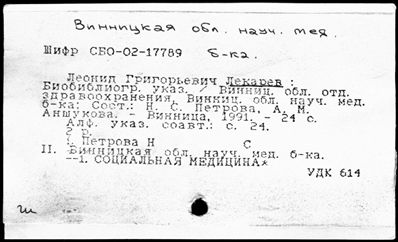 Винницкая обл. науч. мед.
Шифр СБО-02-17789 б-ка.
Леонид Григорьевич Лекарев :
Биобиблиогр. указ. / Винниц. обл. отд.
здравоохранения, Винниц. обл. науч. мед.
б-ка: Сост.: Н. С. Петрова, А. М.
Аншукова. - Винница, 1991. - 24 с.
Алф. указ. соавт.: с. 24.
2 р.
I. Петрова Н С
II. Винницкая обл. науч. мед. б-ка.
--1. СОЦИАЛЬНАЯ МЕДИЦИНА*
УДК 614